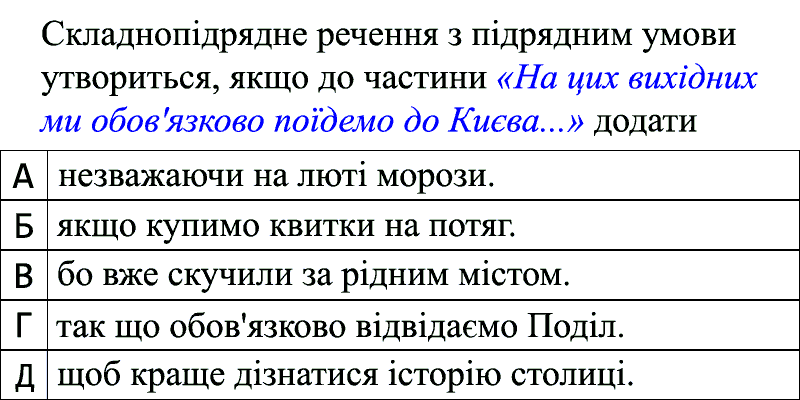 Складнопідрядне речення з підрядним умови
утвориться, якщо до частини «На цих вихідних
ми обов'язково поїдемо до Києва...» додати
А незважаючи на люті морози.
Б якщо купимо квитки на потяг.
В бо вже скучили за рідним містом.
Г так що обов'язково відвідаємо Поділ.
Д щоб краще дізнатися історію столиці.